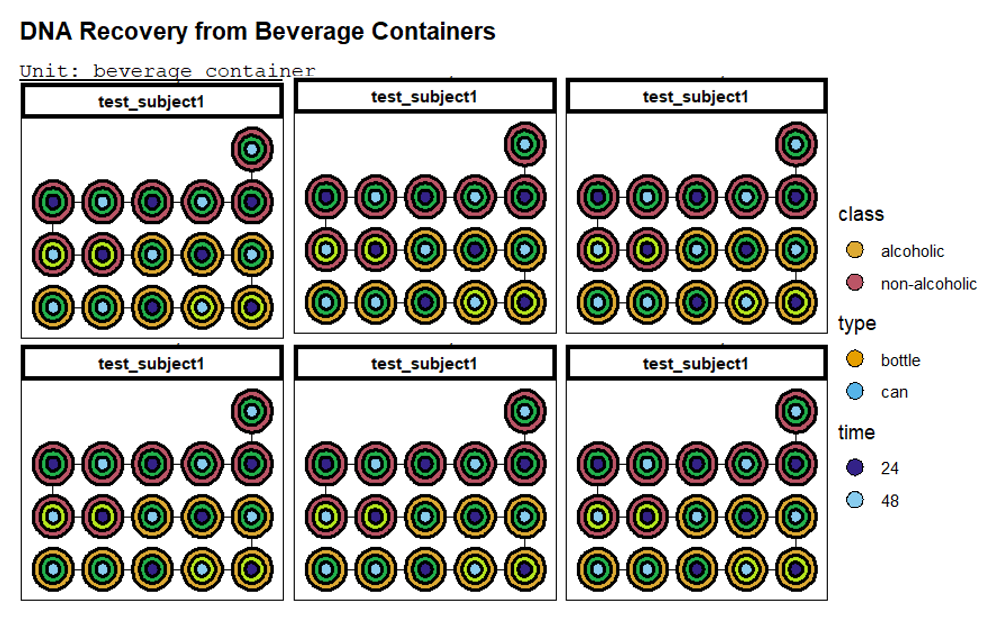 DNA Recovery from Beverage Containers
Unit: beverage container
test_subject1
test_subject1
test_subject1
test_subject1
test_subject1
test_subject1
class
alcoholic
non-alcoholic
type
bottle
can
time
24
48